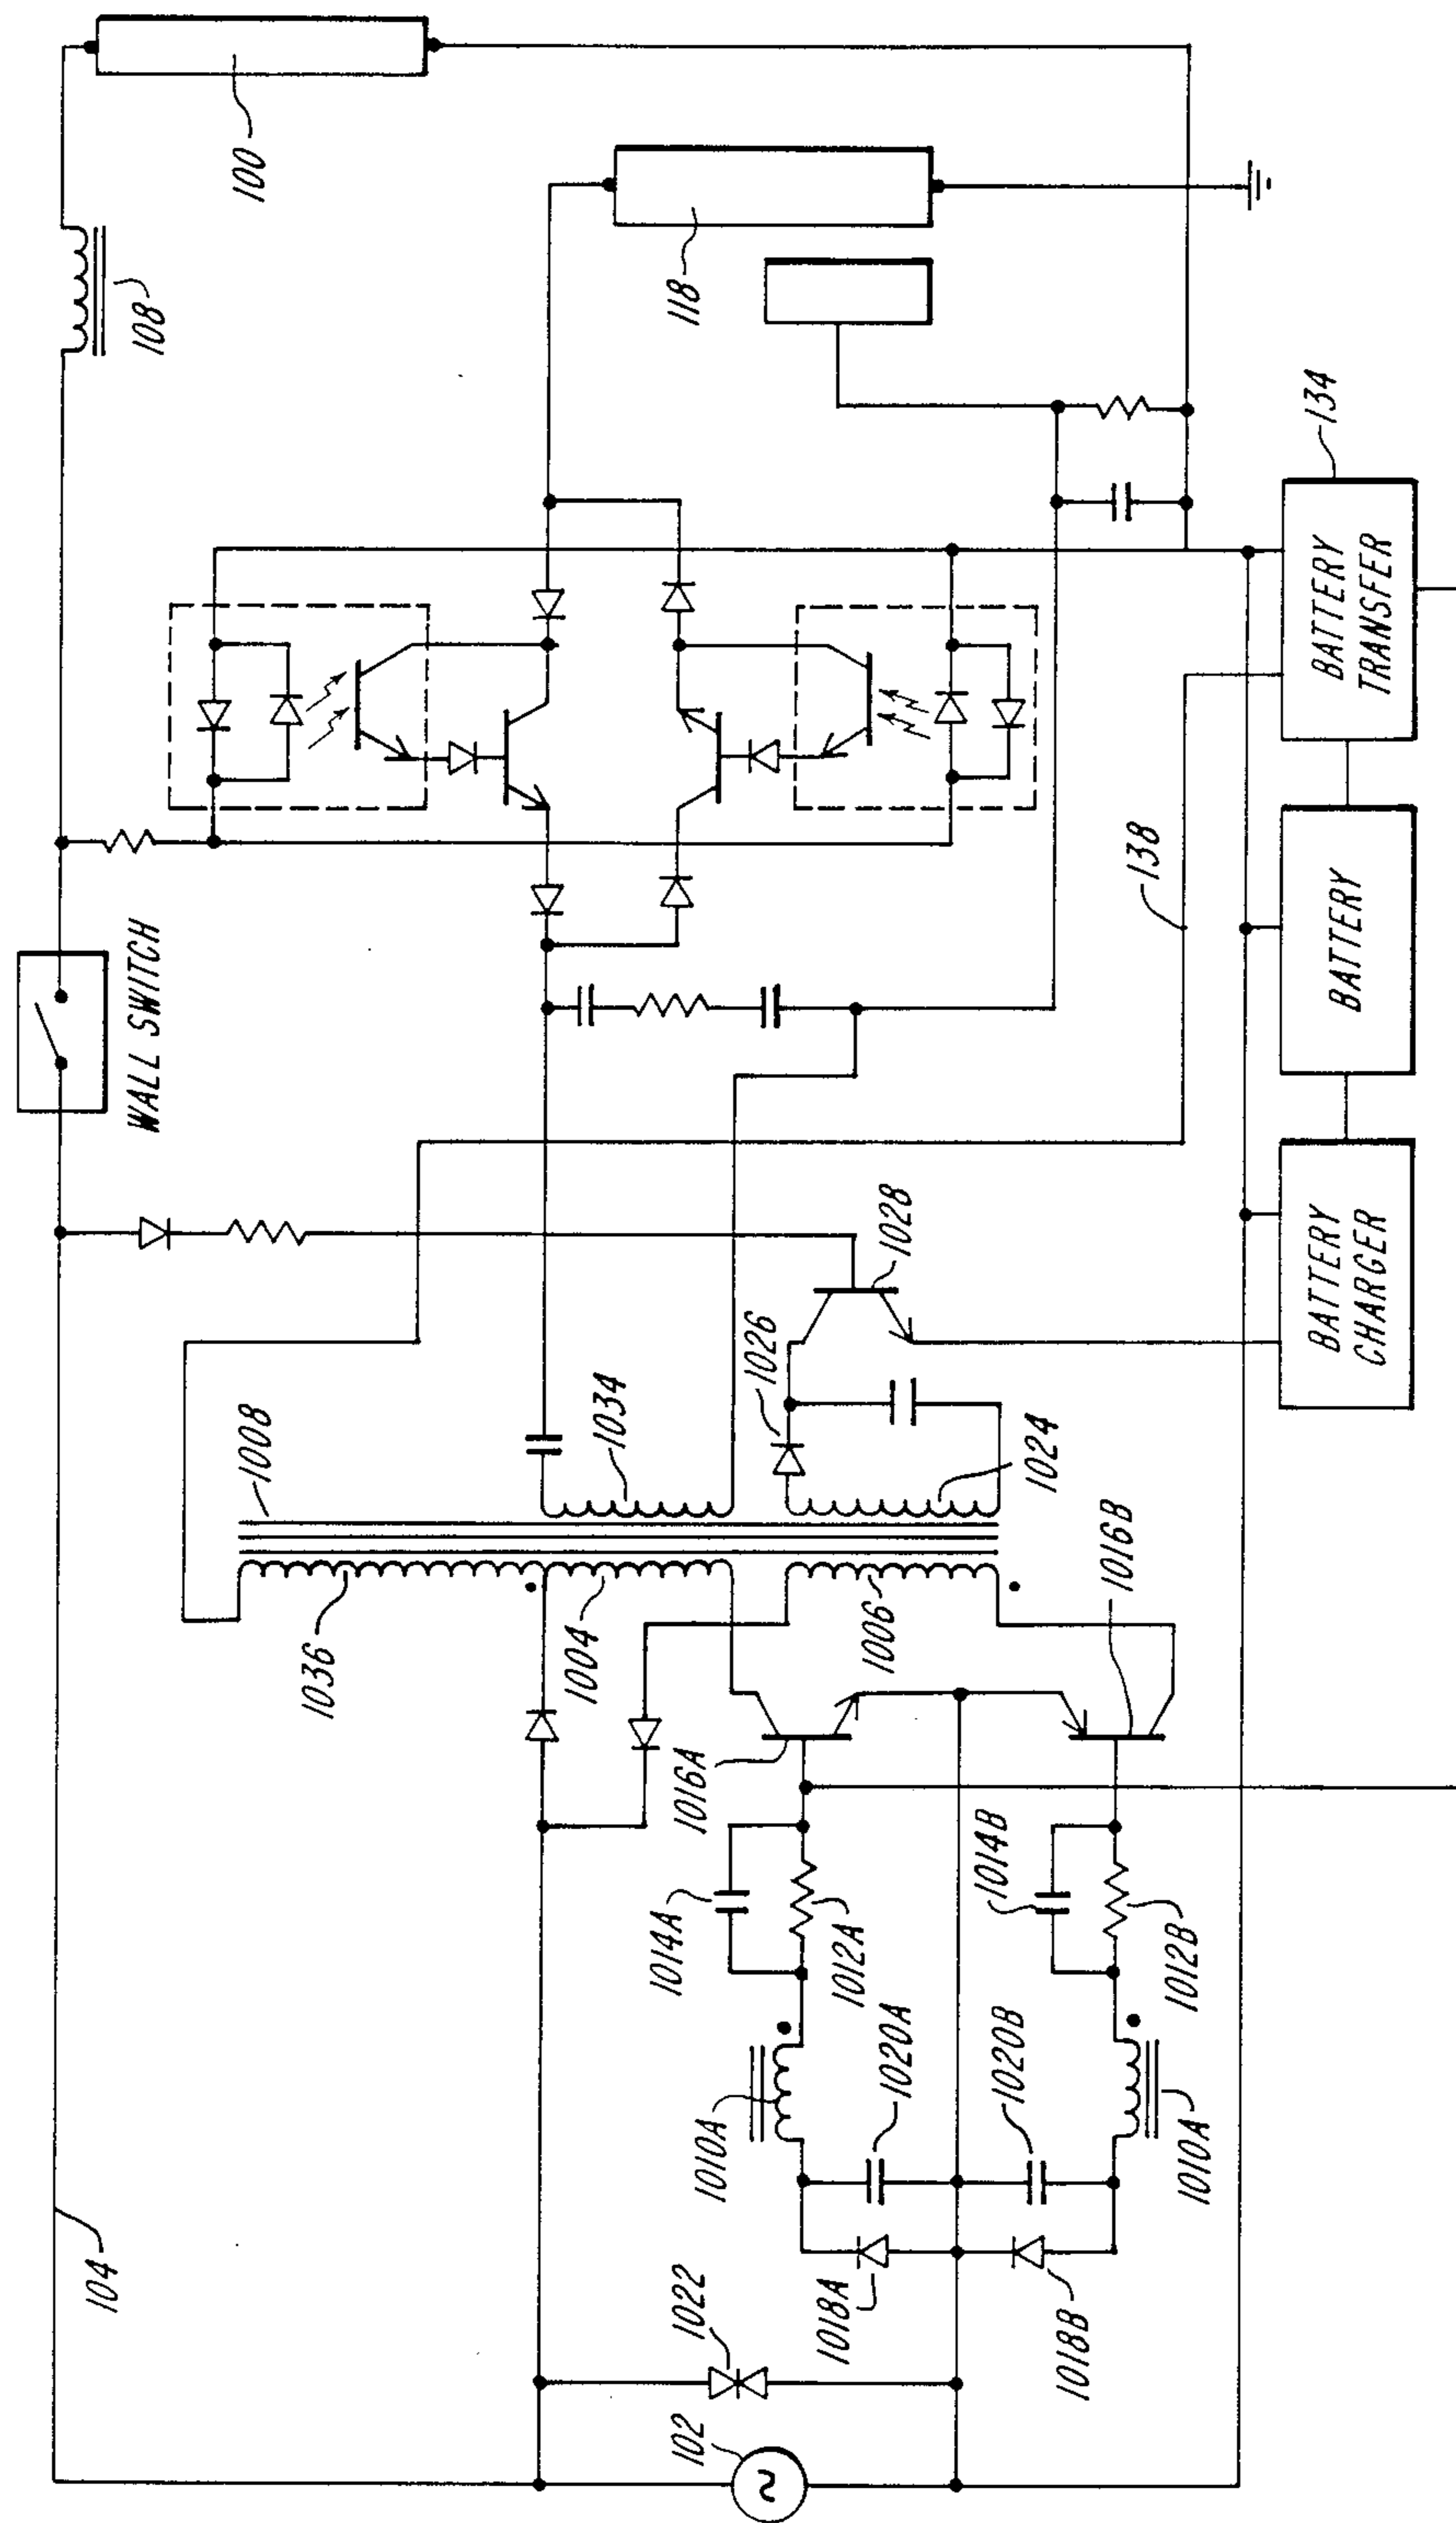 100
108
118
134
WALL SWITCH
138
BATTERY
TRANSFER
BATTERY
BATTERY
CHARGER
1028
1026
1008
1034
1024
1036
1004
1006
1016B
1016A
1014A
1012A
1014B
1012B
1010A
1020A
1020B
1010A
104
1022
1018A
1018B
102